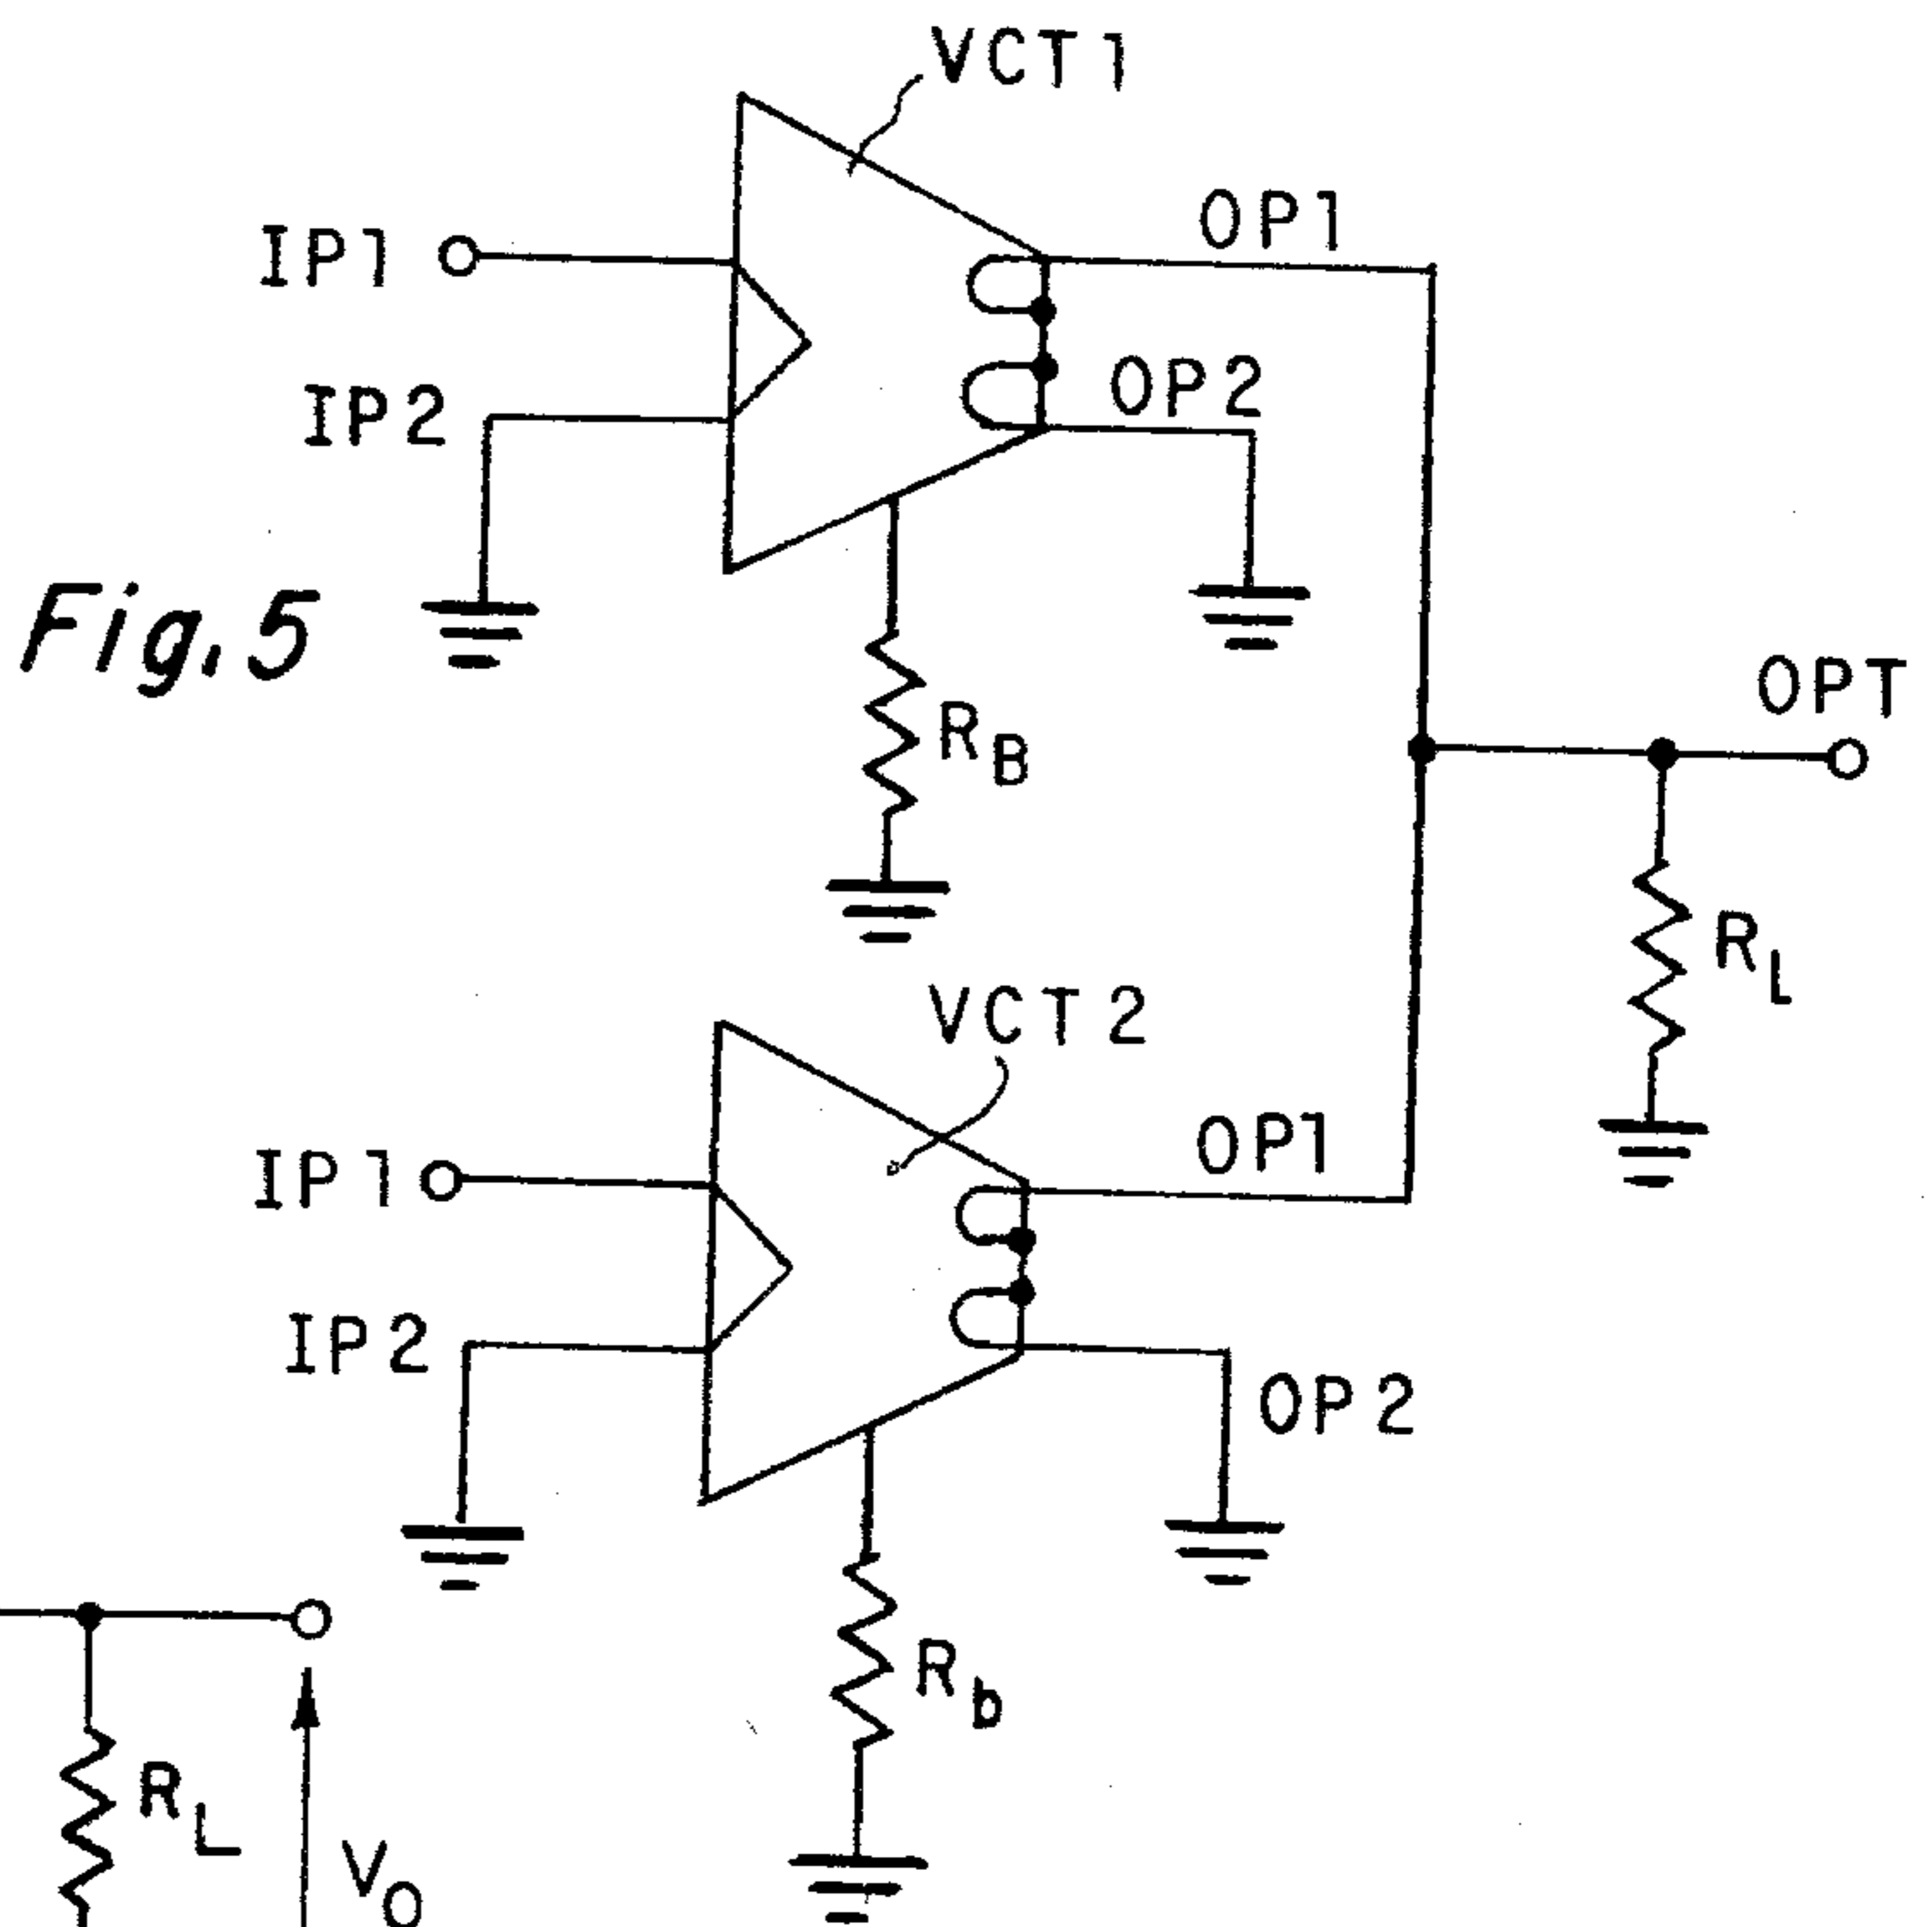 VCT1
OP1
IP1
OP2
IP2
Fig.5
OPT
RB
RL
VCT2
OP1
IP1
IP2
OP2
Rb
RL
VO